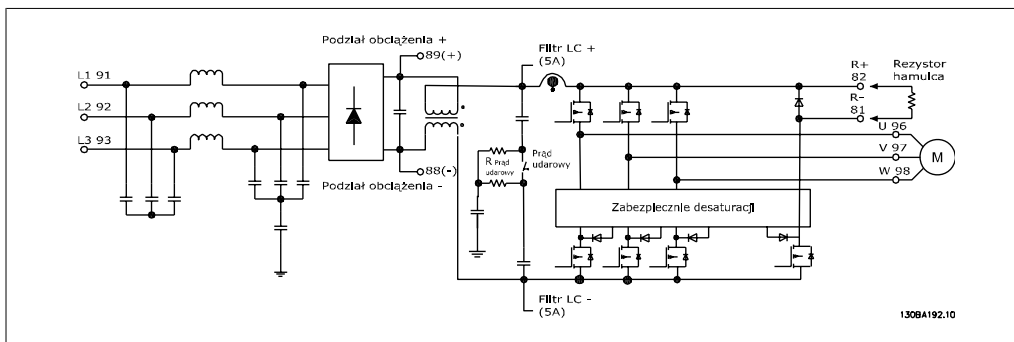 Podział obciążenia +
89(+)
Filtr LC +
(5A)
L1 91
L2 92
L3 93
R+
82
Rezystor
hamulca
R-
81
U 96
V 97
W 98
M
R Prąd
udarowy
Prąd
udarowy
88(-)
Podział obciążenia -
Zabezpiecznie desaturacji
Filtr LC -
(5A)
130BA192.10